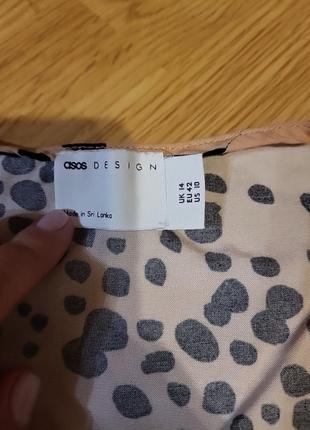 asos DESIGN
Made in Sri Lanka
UK 14
EU 42
US 10